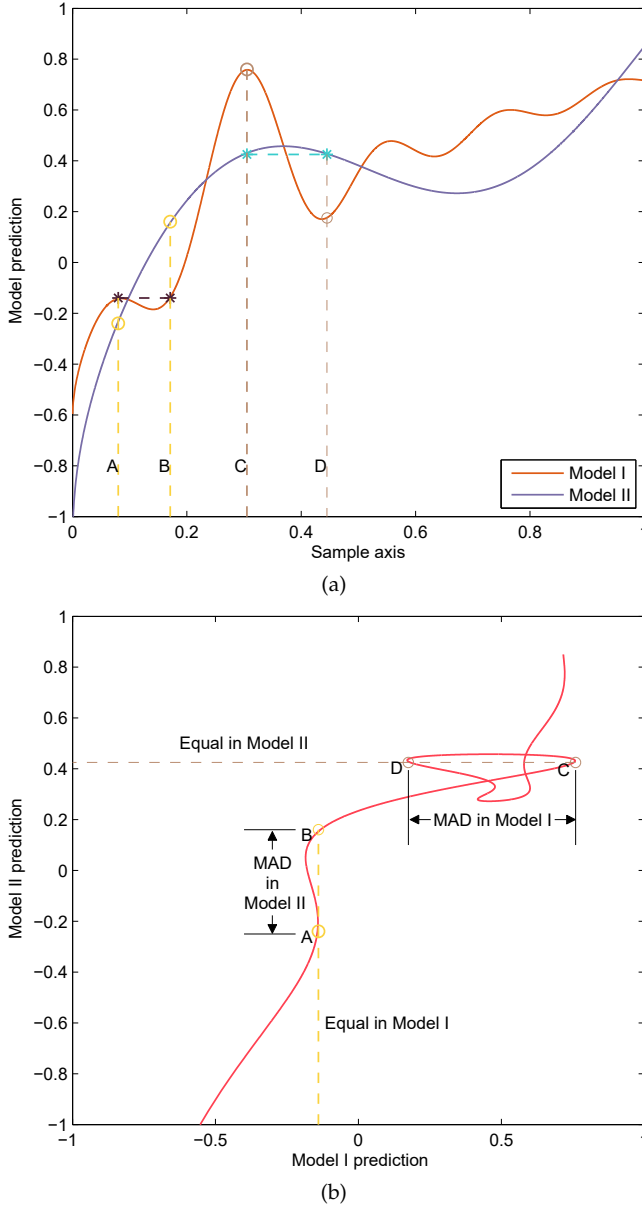 1
0.8
0.6
0.4
0.2
0
−0.2
−0.4
−0.6
−0.8
−1
Model prediction
A
B
C
D
Model I
Model II
0
0.2
0.4
0.6
0.8
1
Sample axis
(a)
1
0.8
0.6
0.4
0.2
0
−0.2
−0.4
−0.6
−0.8
−1
Model II prediction
Equal in Model II
D
C
MAD in Model I
B
MAD
in
Model II
A
Equal in Model I
−1
−0.5
0
0.5
1
Model I prediction
(b)